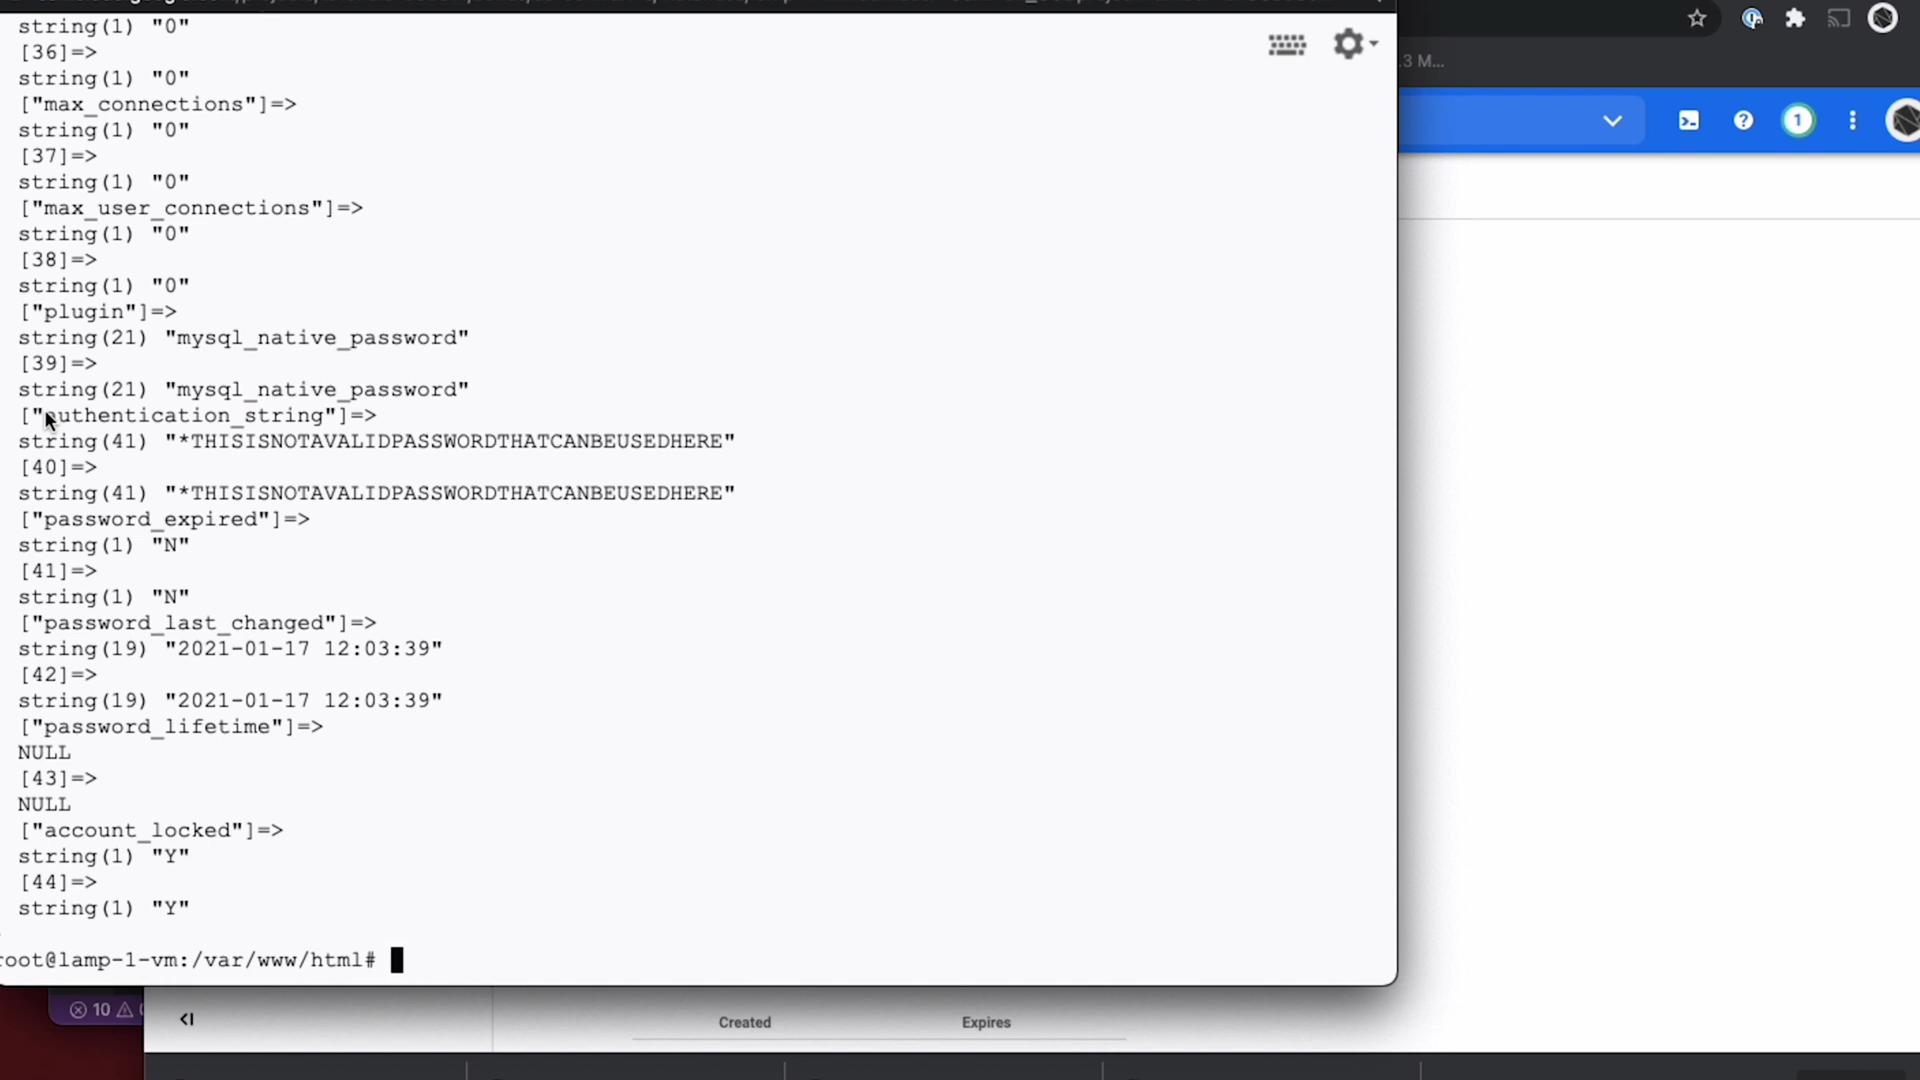 string(1) "0"
[36]=>
string(1) "0"
["max_connections"]=>
string(1) "0"
[37]=>
string(1) "0"
["max_user_connections"]=>
string(1) "0"
[38]=>
string(1) "0"
["plugin"]=>
string(21) "mysql_native_password"
[39]=>
string(21) "mysql_native_password"
["authentication_string"]=>
string(41) "*THISISNOTAVALIDPASSWORDTHATCANBEUSEDHERE"
[40]=>
string(41) "*THISISNOTAVALIDPASSWORDTHATCANBEUSEDHERE"
["password_expired"]=>
string(1) "N"
[41]=>
string(1) "N"
["password_last_changed"]=>
string(19) "2021-01-17 12:03:39"
[42]=>
string(19) "2021-01-17 12:03:39"
["password_lifetime"]=>
NULL
[43]=>
NULL
["account_locked"]=>
string(1) "Y"
[44]=>
string(1) "Y"
root@lamp-1-vm:/var/www/html#
.3 M...
1
10
Created Expires